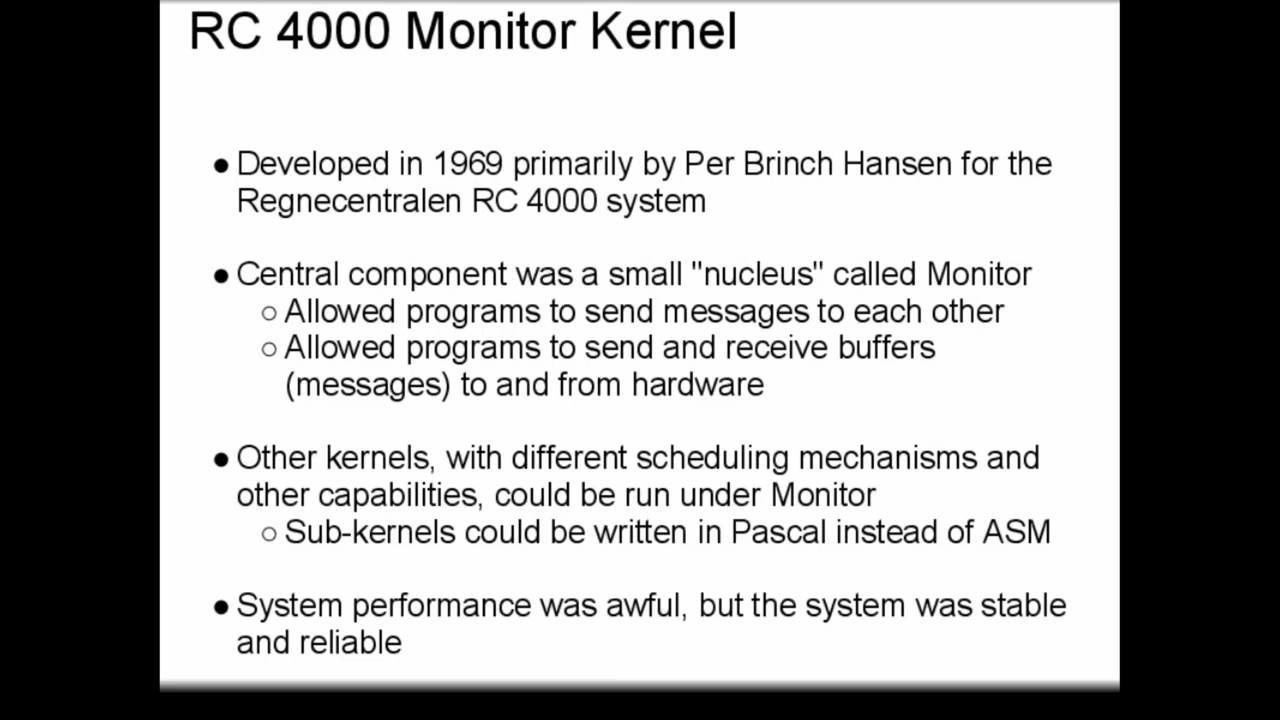 RC 4000 Monitor Kernel
● Developed in 1969 primarily by Per Brinch Hansen for the
Regnecentralen RC 4000 system
● Central component was a small "nucleus" called Monitor
○ Allowed programs to send messages to each other
○ Allowed programs to send and receive buffers
(messages) to and from hardware
● Other kernels, with different scheduling mechanisms and
other capabilities, could be run under Monitor
○ Sub-kernels could be written in Pascal instead of ASM
● System performance was awful, but the system was stable
and reliable